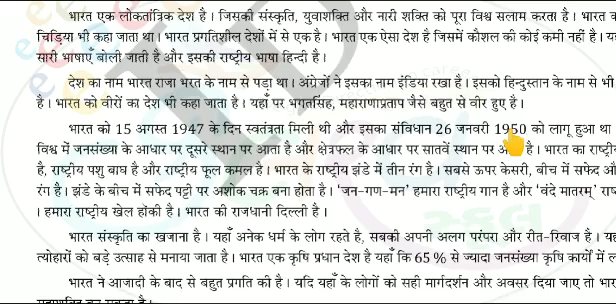 भारत एक लोकतांत्रिक देश है। जिसकी संस्कृति, युवाशक्ति और नारी शक्ति को पूरा विश्व सलाम करता है। भारत
चिड़िया भी कहा जाता था। भारत प्रगतिशील देशों में से एक है। भारत एक ऐसा देश है जिसमें कौशल की कोई कमी नहीं है।
सारी भाषाएँ बोली जाती है और इसकी राष्ट्रीय भाषा हिन्दी है।
देश का नाम भारत राजा भरत के नाम से पड़ा था। अंग्रेजों ने इसका नाम इंडिया रखा है। इसको हिन्दुस्तान के नाम से भी
है। भारत को वीरों का देश भी कहा जाता है। यहाँ पर भगतसिंह, महाराणाप्रताप जैसे बहुत से वीर हुए है।
भारत को 15 अगस्त 1947 के दिन स्वतंत्रता मिली थी और इसका संविधान 26 जनवरी 1950 को लागू हुआ था
विश्व में जनसंख्या के आधार पर दूसरे स्थान पर आता है और क्षेत्रफल के आधार पर सातवें स्थान पर है। भारत का
है, राष्ट्रीय पशु बाघ है और राष्ट्रीय फूल कमल है। भारत के राष्ट्रीय झंडे में तीन रंग है। सबसे ऊपर केसरी, बीच में सफेद
रंग है। झंडे के बीच में सफेद पट्टी पर अशोक चक्र बना होता है। 'जन-गण-मन' हमारा राष्ट्रीय गान है और 'वंदे मातरम्'
। हमारा राष्ट्रीय खेल हॉकी है। भारत की राजधानी दिल्ली है।
भारत संस्कृति का खजाना है। यहाँ अनेक धर्म के लोग रहते है, सबकी अपनी अलग परंपरा और रीत-रिवाज है।
त्योहारों को बड़े उत्साह से मनाया जाता है। भारत एक कृषि प्रधान देश है यहाँ कि 65 % से ज्यादा जनसंख्या कृषि कार्यों में
भारत ने आजादी के बाद से बहुत प्रगति की है। यदि यहाँ के लोगों को सही मार्गदर्शन और अवसर दिया जाए तो